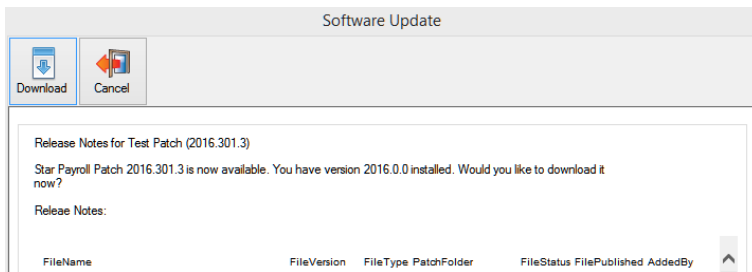 Software Update
Download Cancel
Release Notes for Test Patch (2016.301.3)
Star Payroll Patch 2016.301.3 is now available. You have version 2016.0.0 installed. Would you like to download it
now?
Releae Notes:
FileName FileVersion FileType PatchFolder FileStatus FilePublished AddedBy